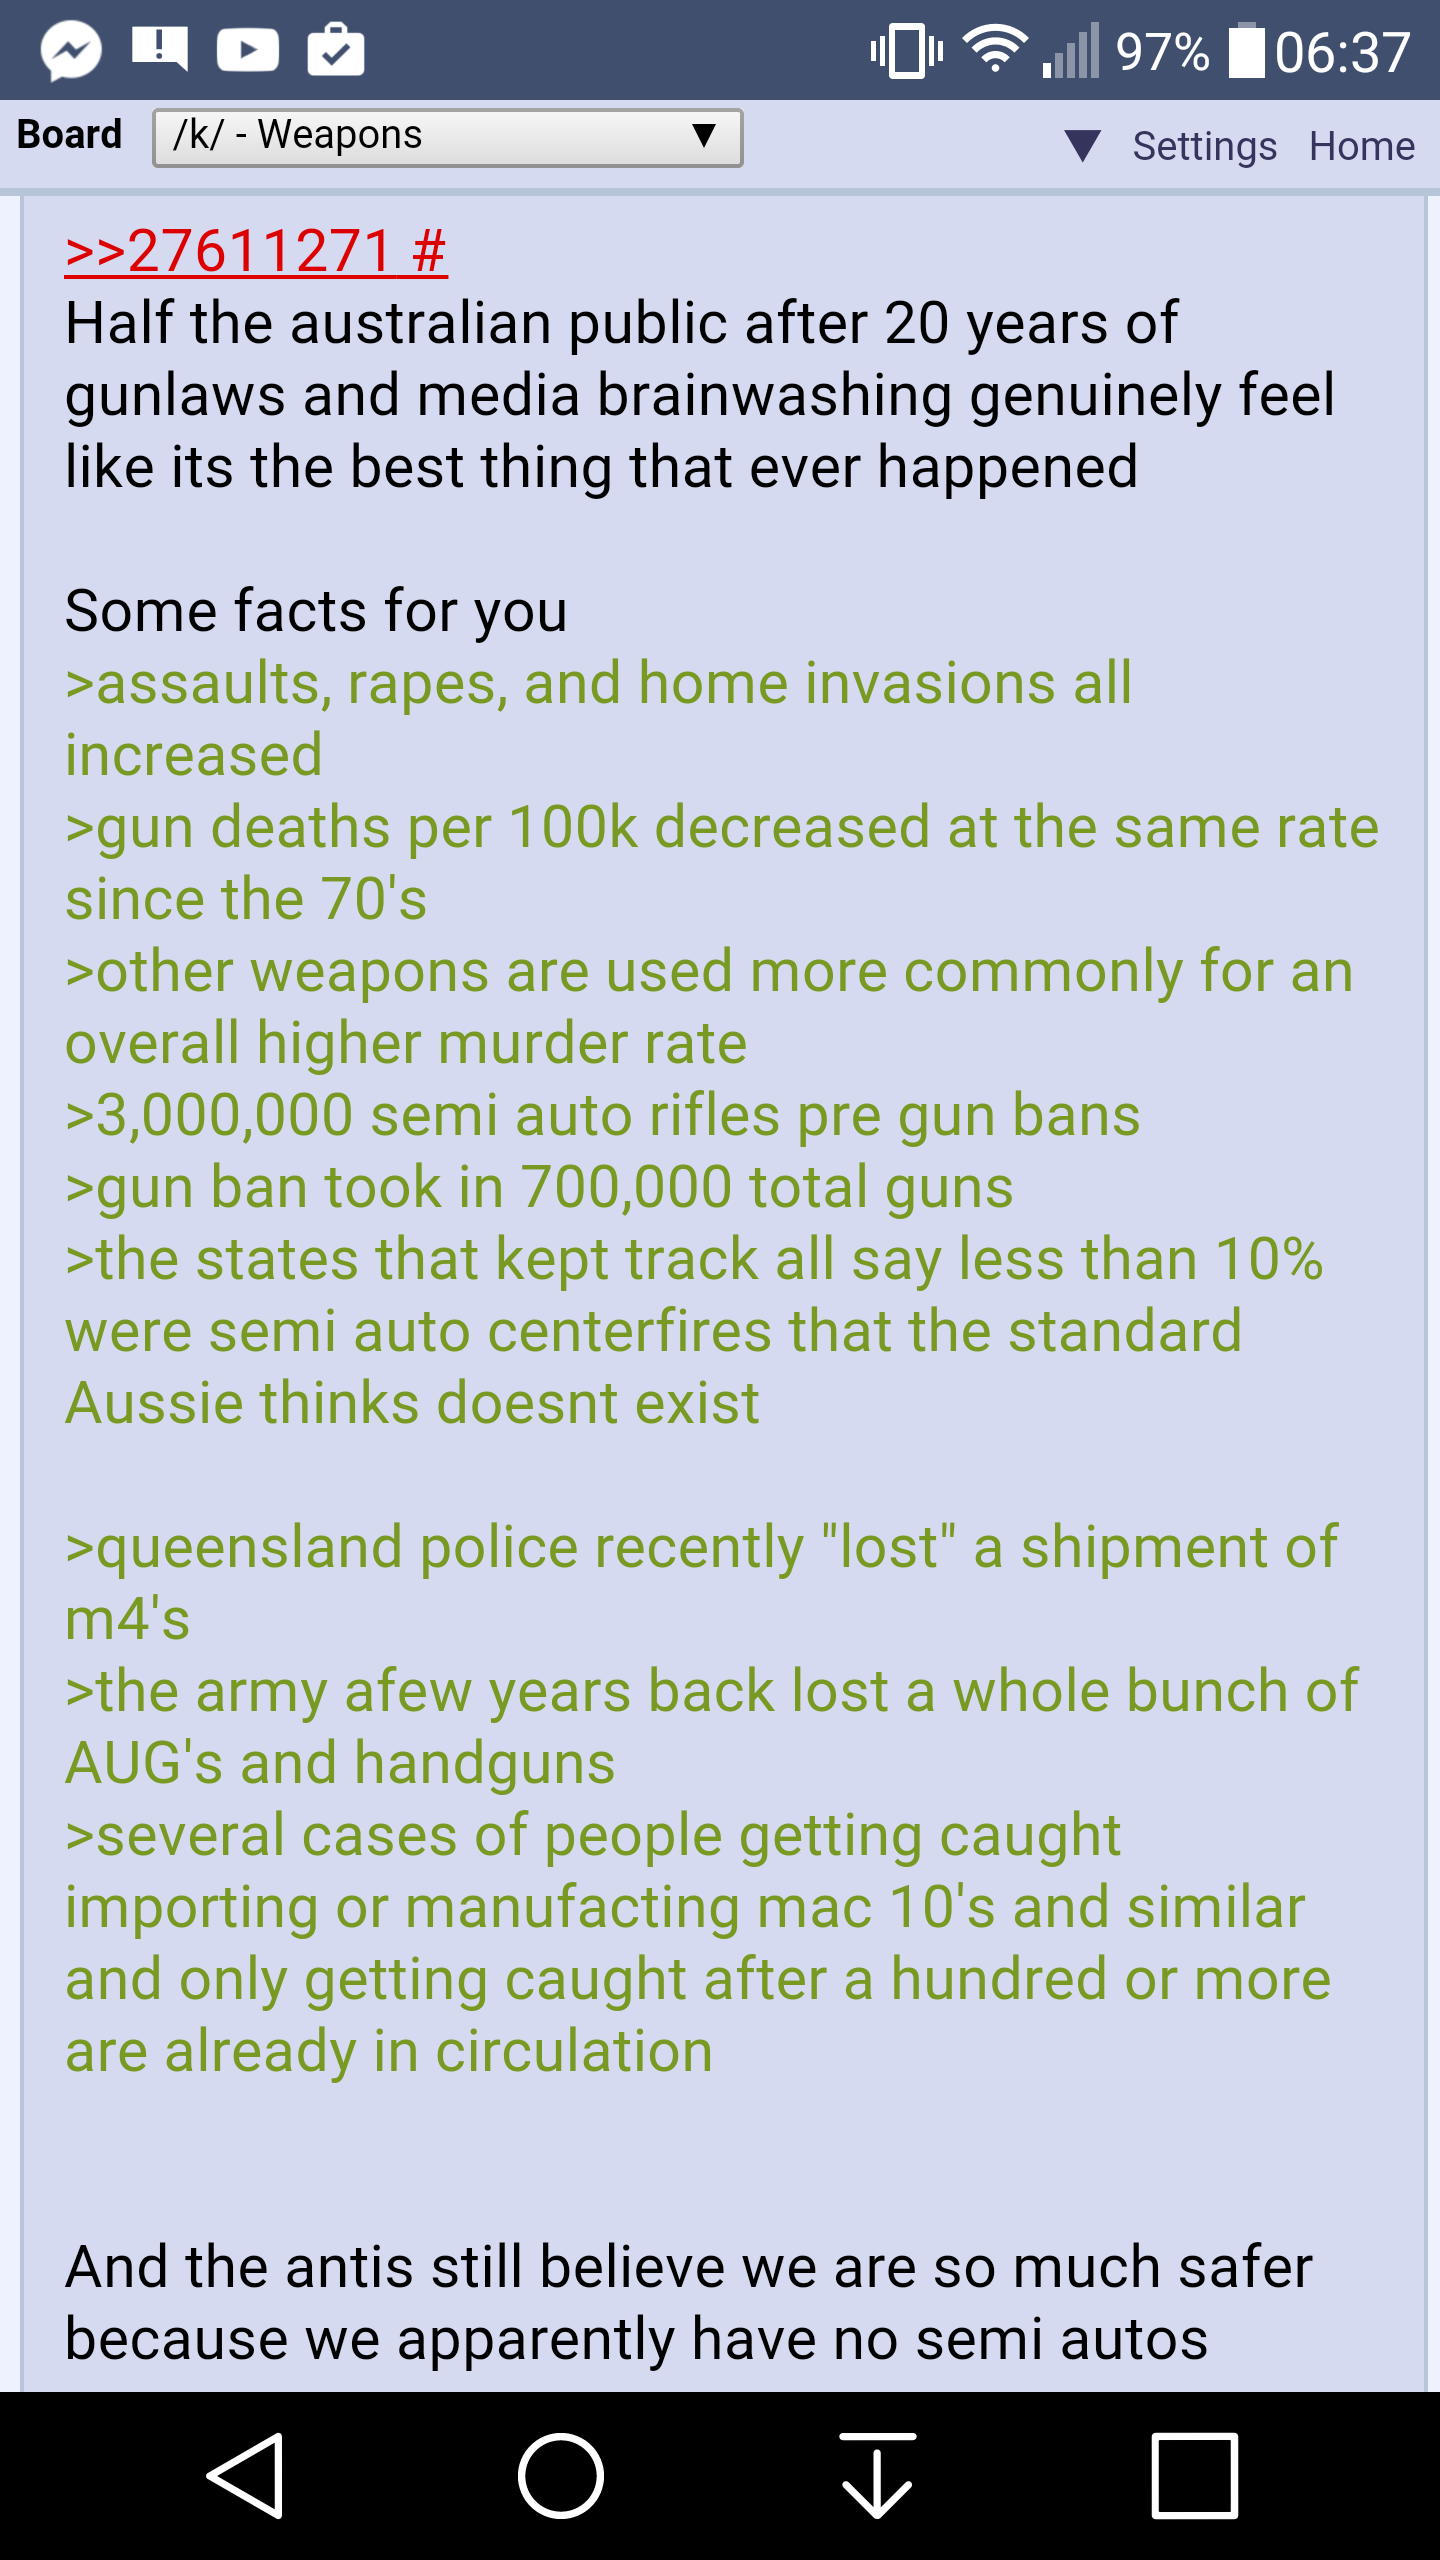 97% 06:37
Board /k/ - Weapons ▼ ▼ Settings Home
>>27611271 #
Half the australian public after 20 years of
gunlaws and media brainwashing genuinely feel
like its the best thing that ever happened
Some facts for you
>assaults, rapes, and home invasions all
increased
>gun deaths per 100k decreased at the same rate
since the 70's
>other weapons are used more commonly for an
overall higher murder rate
>3,000,000 semi auto rifles pre gun bans
>gun ban took in 700,000 total guns
>the states that kept track all say less than 10%
were semi auto centerfires that the standard
Aussie thinks doesnt exist
>queensland police recently "lost" a shipment of
m4's
>the army afew years back lost a whole bunch of
AUG's and handguns
>several cases of people getting caught
importing or manufacting mac 10's and similar
and only getting caught after a hundred or more
are already in circulation
And the antis still believe we are so much safer
because we apparently have no semi autos